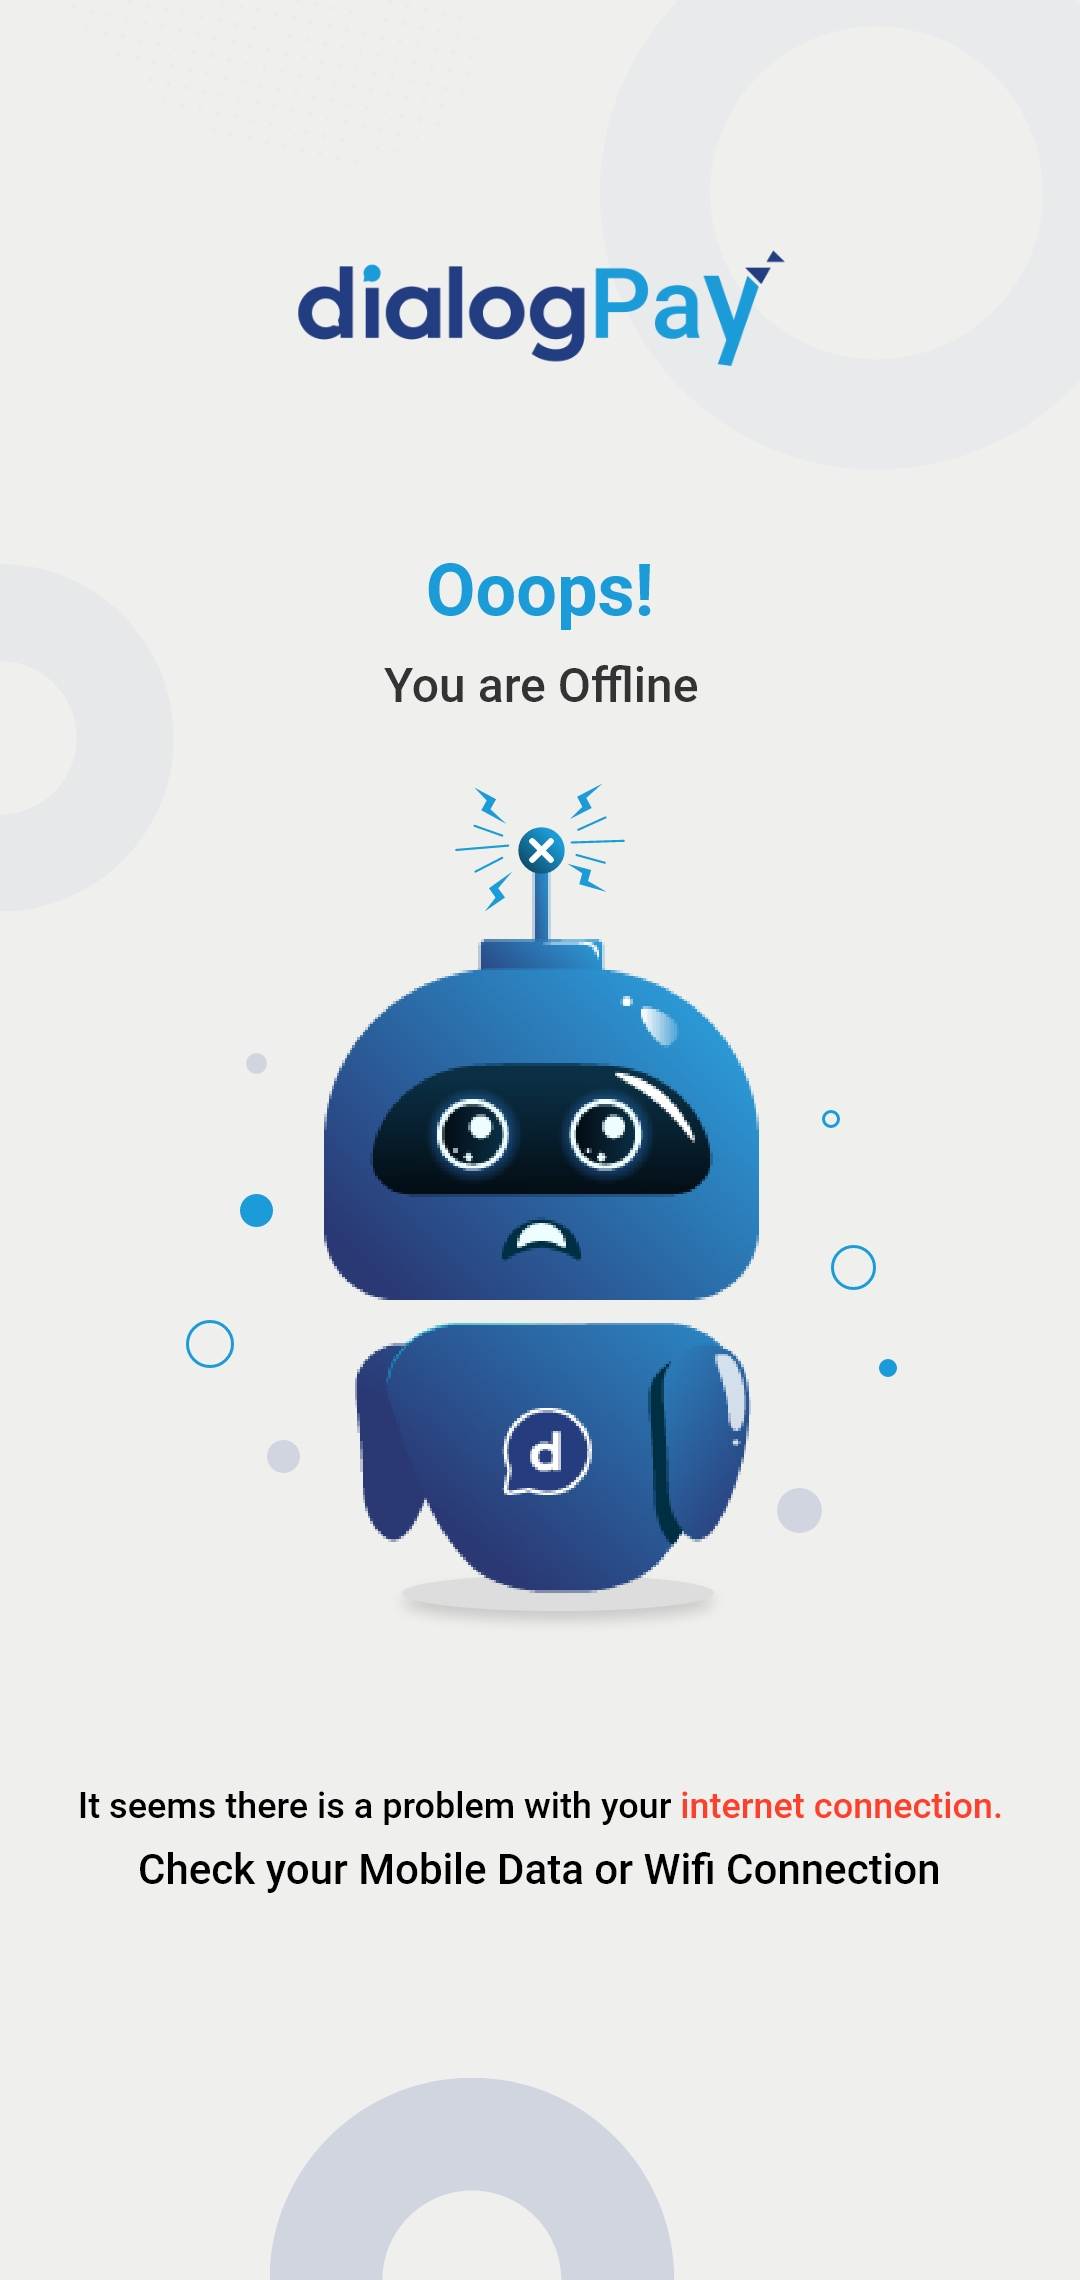 dialogPay
Ooops!
You are Offline
d
It seems there is a problem with your internet connection.
Check your Mobile Data or Wifi Connection